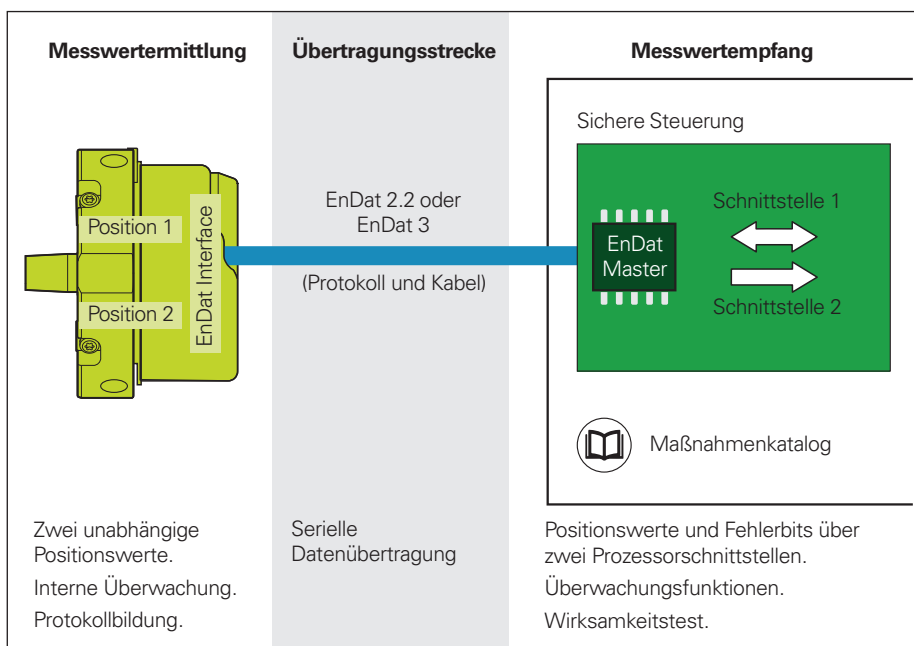 Messwertermittlung
Übertragungsstrecke
Messwertempfang
Sichere Steuerung
Position 1
Position 2
EnDat Interface
EnDat 2.2 oder
EnDat 3
(Protokoll und Kabel)
EnDat
Master
Schnittstelle 1
Schnittstelle 2
Maßnahmenkatalog
Zwei unabhängige
Positionswerte.
Interne Überwachung.
Protokollbildung.
Serielle
Datenübertragung
Positionswerte und Fehlerbits über
zwei Prozessorschnittstellen.
Überwachungsfunktionen.
Wirksamkeitstest.